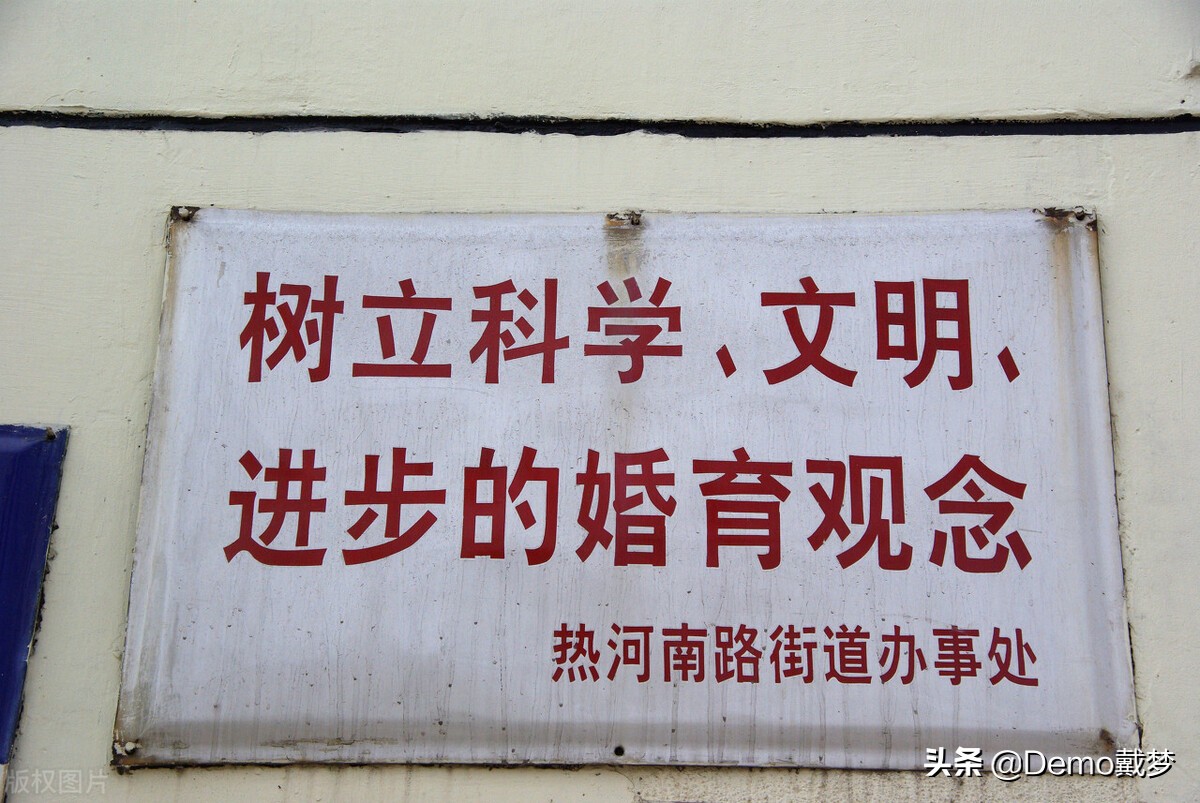 树立科学、文明、
进步的婚育观念
热河南路街道办事处
版权图片
头条 @Demo戴梦